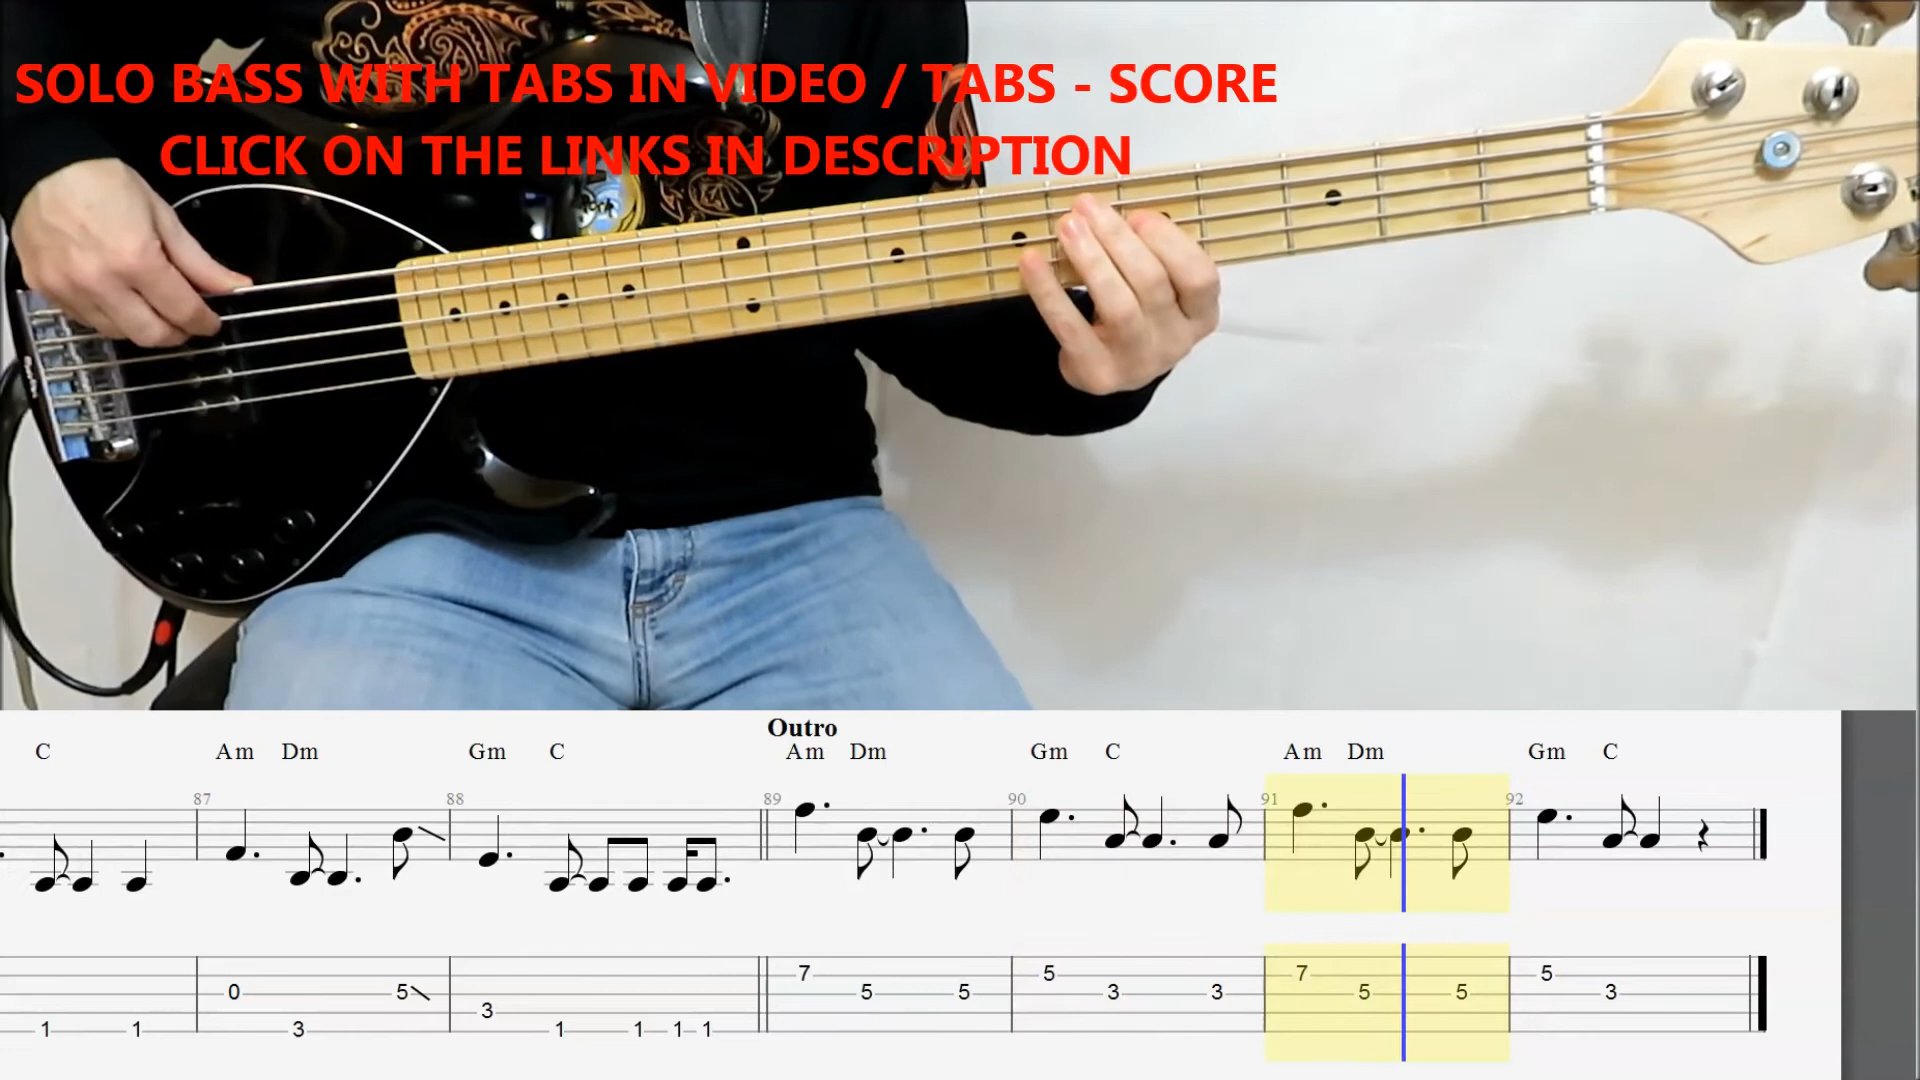 SOLO BASS WITH TABS IN VIDEO / TABS - SCORE
CLICK ON THE LINKS IN DESCRIPTION
Outro
C Am Dm Gm C Am Dm Gm C Am Dm Gm C
87 88 89 90 91 92
7 5 7 5
0 5 5 5 3 3 5 5 3
3
1 1 3 1 1 1 1